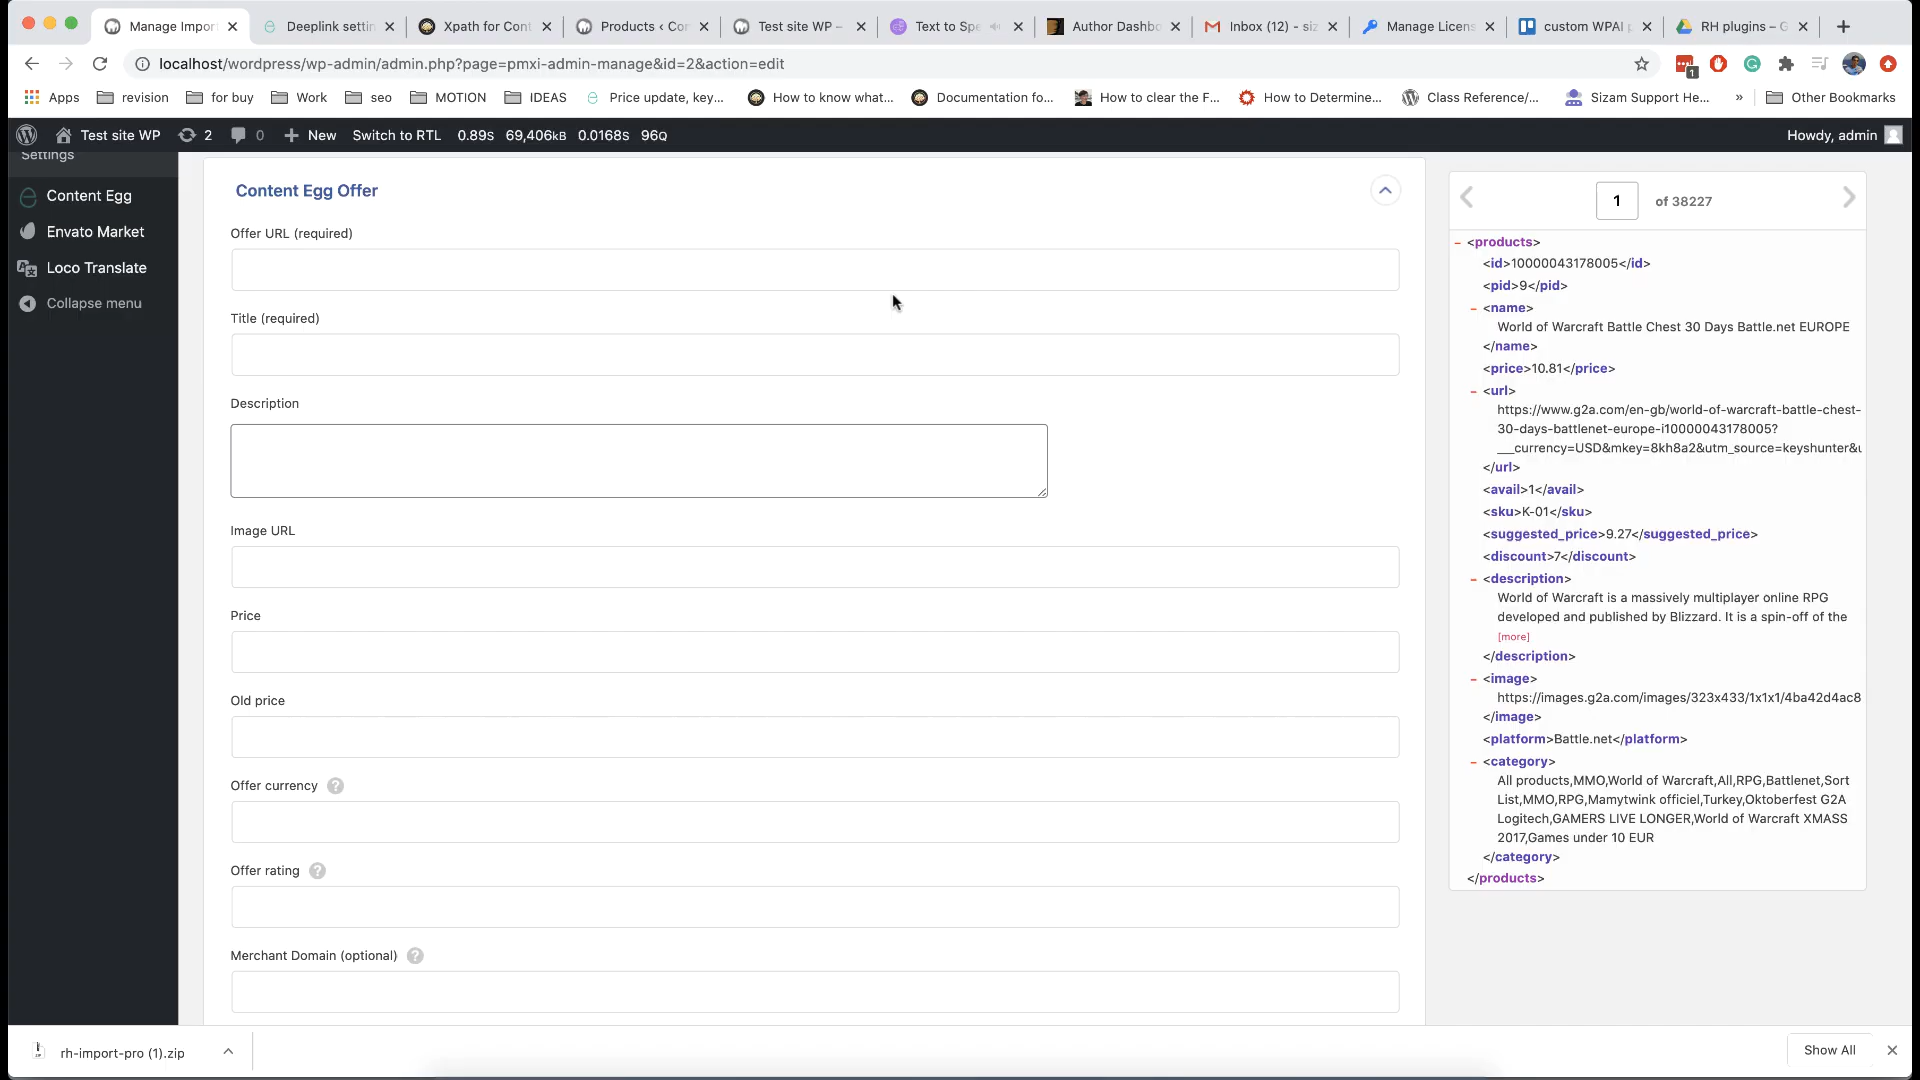 Manage Impor
Deeplink settin
Xpath for Cont
Products ‹ Cor
Test site WP –
Text to Spe
Author Dashbo
Inbox (12) - siz
Manage Licens
custom WPAI p
RH plugins – G
localhost/wordpress/wp-admin/admin.php?page=pmxi-admin-manage&id=2&action=edit
1
Apps
revision
for buy
Work
seo
MOTION
IDEAS
Price update, key...
How to know what...
Documentation fo...
How to clear the F...
How to Determine...
Class Reference/...
Sizam Support He...
»
Other Bookmarks
Test site WP
2
0
New
Switch to RTL
0.89S 69,406KB 0.0168S 96Q
Howdy, admin
Settings
Content Egg
Envato Market
Loco Translate
Collapse menu
Content Egg Offer
Offer URL (required)
Title (required)
Description
Image URL
Price
Old price
Offer currency ?
Offer rating ?
Merchant Domain (optional) ?
1 of 38227
– <products>
<id>10000043178005</id>
<pid>9</pid>
– <name>
World of Warcraft Battle Chest 30 Days Battle.net EUROPE
</name>
<price>10.81</price>
– <url>
https://www.g2a.com/en-gb/world-of-warcraft-battle-chest-
30-days-battlenet-europe-i10000043178005?
___currency=USD&mkey=8kh8a2&utm_source=keyshunter&u
</url>
<avail>1</avail>
<sku>K-01</sku>
<suggested_price>9.27</suggested_price>
<discount>7</discount>
– <description>
World of Warcraft is a massively multiplayer online RPG
developed and published by Blizzard. It is a spin-off of the
[more]
</description>
– <image>
https://images.g2a.com/images/323x433/1x1x1/4ba42d4ac8
</image>
<platform>Battle.net</platform>
– <category>
All products,MMO,World of Warcraft,All,RPG,Battlenet,Sort
List,MMO,RPG,Mamytwink officiel,Turkey,Oktoberfest G2A
Logitech,GAMERS LIVE LONGER,World of Warcraft XMASS
2017,Games under 10 EUR
</category>
</products>
rh-import-pro (1).zip
Show All